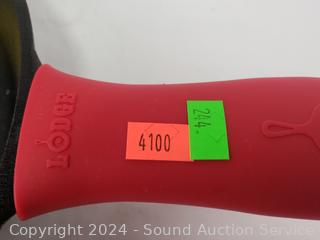 LODGE
4100
244.
Copyright 2024 - Sound Auction Service